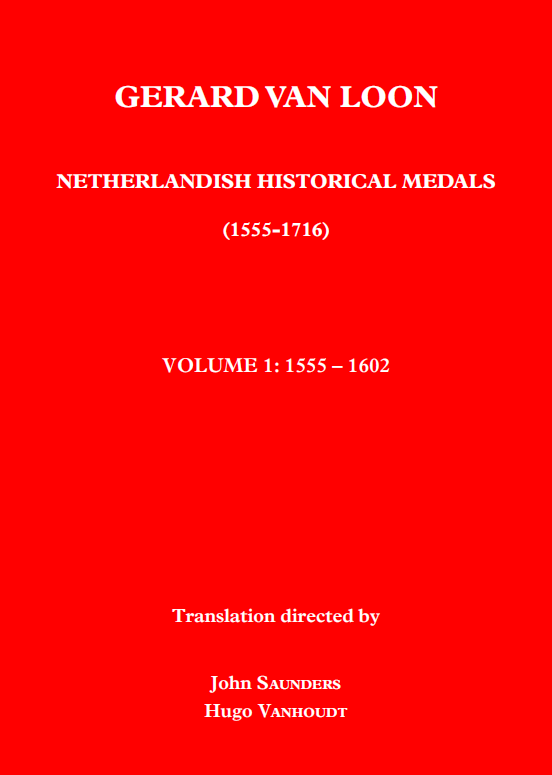 GERARD VAN LOON
NETHERLANDISH HISTORICAL MEDALS
(1555-1716)
VOLUME 1: 1555 – 1602
Translation directed by
John SAUNDERS
Hugo VANHOUDT